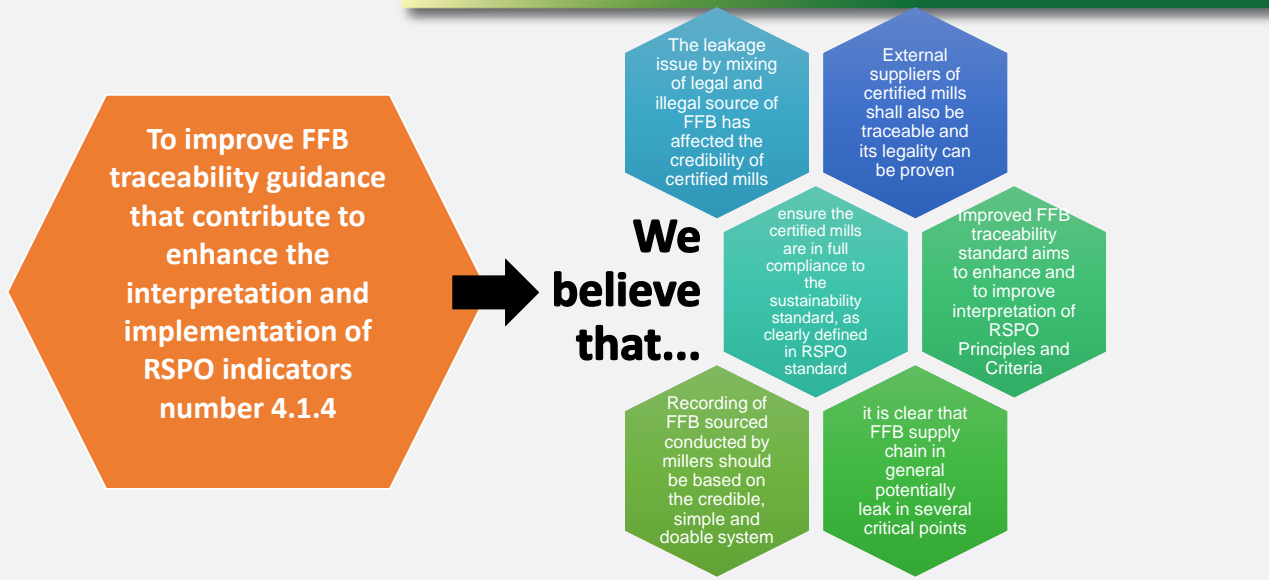 To improve FFB
traceability guidance
that contribute to
enhance the
interpretation and
implementation of
RSPO indicators
number 4.1.4
We
believe
that...
The leakage
issue by mixing
of legal and
illegal source of
FFB has
affected the
credibility of
certified mills
External
suppliers of
certified mills
shall also be
traceable and
its legality can
be proven
ensure the
certified mills
are in full
compliance to
the
sustainability
standard, as
clearly defined
in RSPO
standard
Improved FFB
traceability
standard aims
to enhance and
to improve
interpretation of
RSPO
Principles and
Criteria
Recording of
FFB sourced
conducted by
millers should
be based on
the credible,
simple and
doable system
it is clear that
FFB supply
chain in
general
potentially
leak in several
critical points